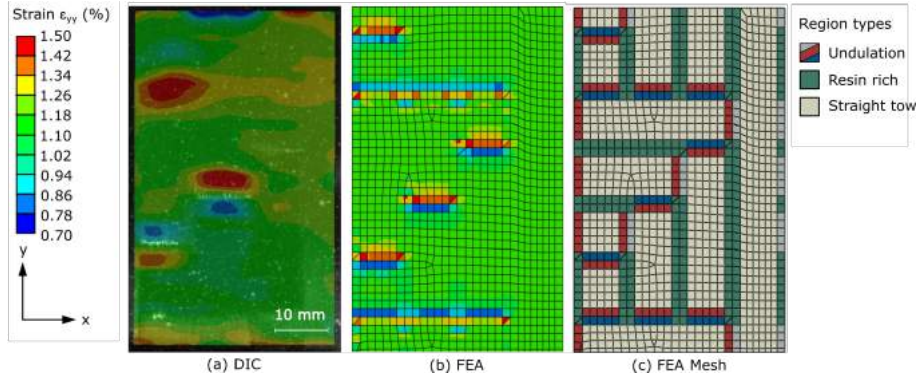 Strain εyy (%)
1.50
1.42
1.34
1.26
1.18
1.10
1.02
0.94
0.86
0.78
0.70
y
x
10 mm
(a) DIC
(b) FEA
(c) FEA Mesh
Region types
Undulation
Resin rich
Straight tow